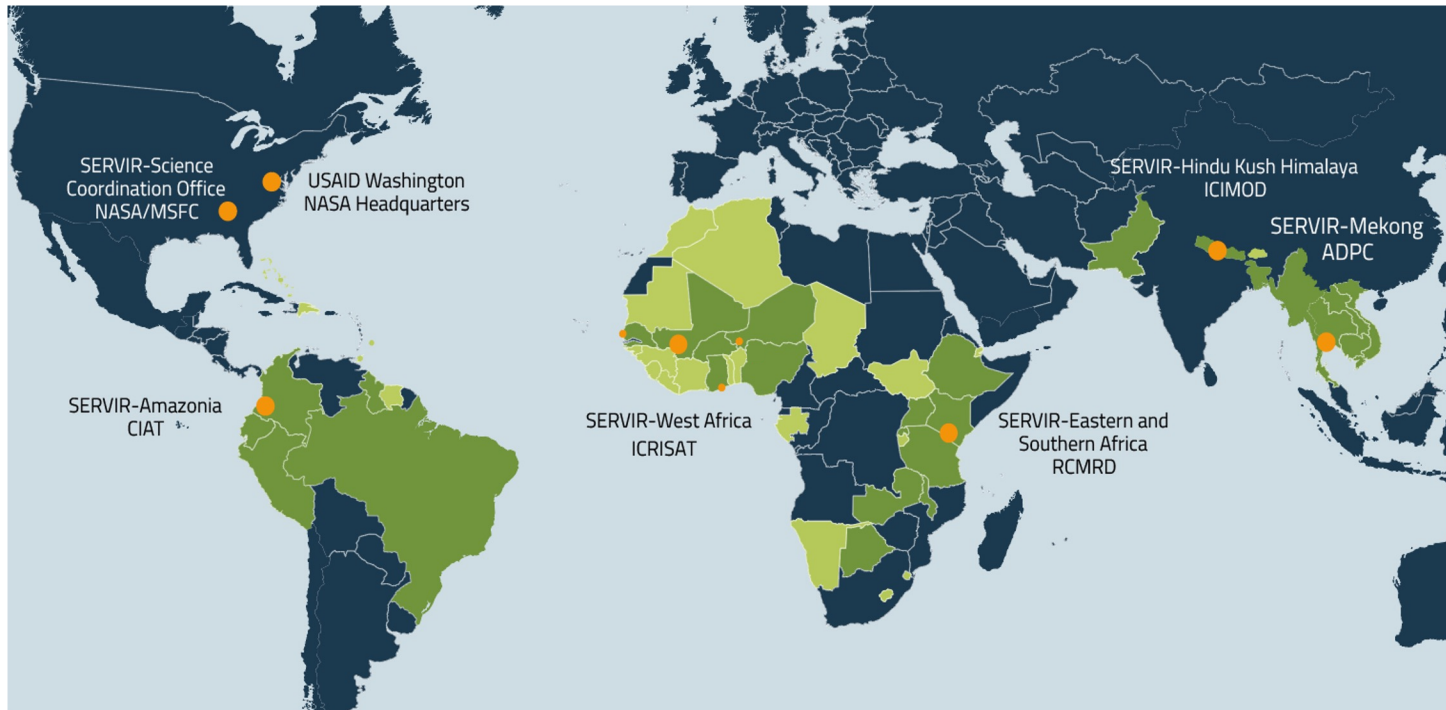 SERVIR-Science
Coordination Office
NASA/MSFC
USAID Washington
NASA Headquarters
SERVIR-Hindu Kush Himalaya
ICIMOD
SERVIR-Mekong
ADPC
SERVIR-Amazonia
CIAT
SERVIR-West Africa
ICRISAT
SERVIR-Eastern and
Southern Africa
RCMRD